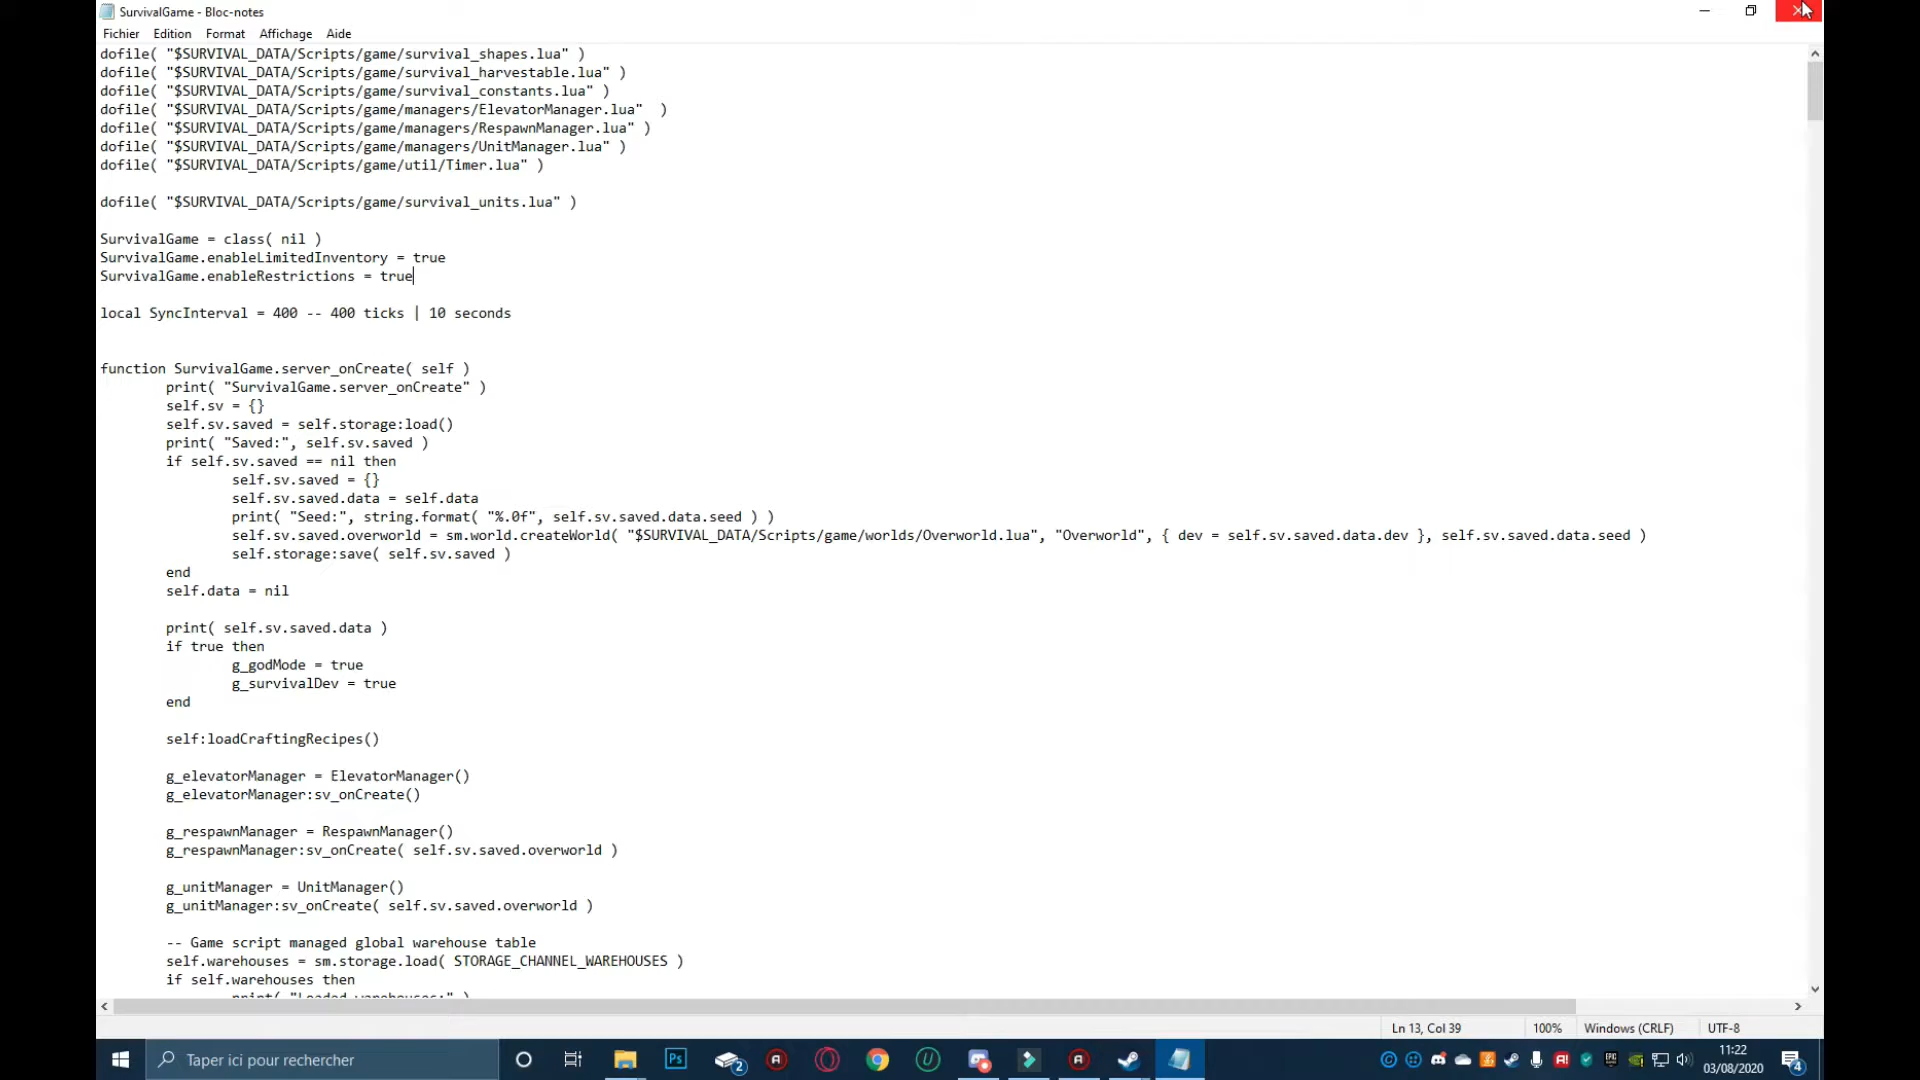 SurvivalGame - Bloc-notes
Fichier Edition Format Affichage Aide
dofile( "$SURVIVAL_DATA/Scripts/game/survival_shapes.lua" )
dofile( "$SURVIVAL_DATA/Scripts/game/survival_harvestable.lua" )
dofile( "$SURVIVAL_DATA/Scripts/game/survival_constants.lua" )
dofile( "$SURVIVAL_DATA/Scripts/game/managers/ElevatorManager.lua"  )
dofile( "$SURVIVAL_DATA/Scripts/game/managers/RespawnManager.lua" )
dofile( "$SURVIVAL_DATA/Scripts/game/managers/UnitManager.lua" )
dofile( "$SURVIVAL_DATA/Scripts/game/util/Timer.lua" )
dofile( "$SURVIVAL_DATA/Scripts/game/survival_units.lua" )
SurvivalGame = class( nil )
SurvivalGame.enableLimitedInventory = true
SurvivalGame.enableRestrictions = true
local SyncInterval = 400 -- 400 ticks | 10 seconds
function SurvivalGame.server_onCreate( self )
print( "SurvivalGame.server_onCreate" )
self.sv = {}
self.sv.saved = self.storage:load()
print( "Saved:", self.sv.saved )
if self.sv.saved == nil then
self.sv.saved = {}
self.sv.saved.data = self.data
print( "Seed:", string.format( "%.0f", self.sv.saved.data.seed ) )
self.sv.saved.overworld = sm.world.createWorld( "$SURVIVAL_DATA/Scripts/game/worlds/Overworld.lua", "Overworld", { dev = self.sv.saved.data.dev }, self.sv.saved.data.seed )
self.storage:save( self.sv.saved )
end
self.data = nil
print( self.sv.saved.data )
if true then
g_godMode = true
g_survivalDev = true
end
self:loadCraftingRecipes()
g_elevatorManager = ElevatorManager()
g_elevatorManager:sv_onCreate()
g_respawnManager = RespawnManager()
g_respawnManager:sv_onCreate( self.sv.saved.overworld )
g_unitManager = UnitManager()
g_unitManager:sv_onCreate( self.sv.saved.overworld )
-- Game script managed global warehouse table
self.warehouses = sm.storage.load( STORAGE_CHANNEL_WAREHOUSES )
if self.warehouses then
print( "Loaded warehouses:" )
Ln 13, Col 39 100% Windows (CRLF) UTF-8
Taper ici pour rechercher
11:22
03/08/2020